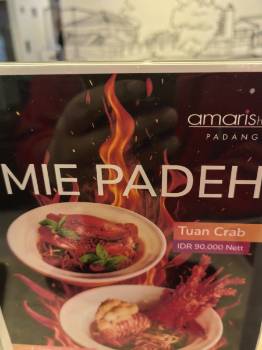 amaris
PADANG
MIE PADEH
Tuan Crab
IDR 90.000 Nett